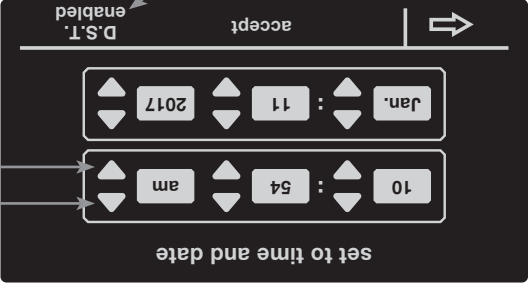 set to time and date
10 : 54 am
Jan. : 11 2017
accept
D.S.T.
enabled